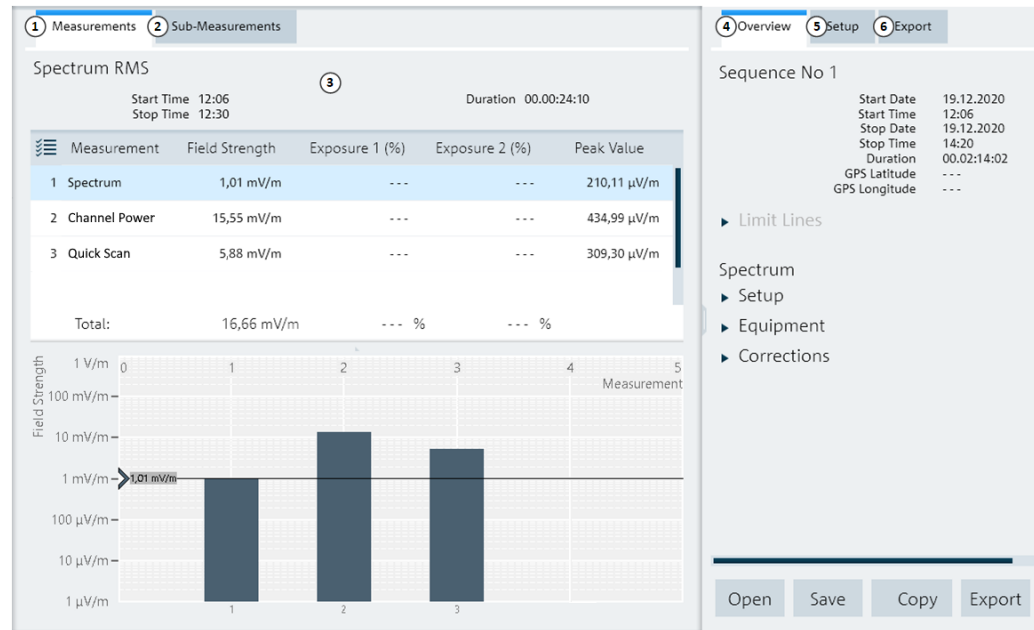 1 Measurements 2 Sub-Measurements
Spectrum RMS
3
Start Time 12:06
Stop Time 12:30
Duration 00.00:24:10
Measurement Field Strength Exposure 1 (%) Exposure 2 (%) Peak Value
1 Spectrum 1,01 mV/m --- --- 210,11 µV/m
2 Channel Power 15,55 mV/m --- --- 434,99 µV/m
3 Quick Scan 5,88 mV/m --- --- 309,30 µV/m
Total: 16,66 mV/m --- % --- %
Field Strength
1 V/m
100 mV/m
10 mV/m
1 mV/m
100 µV/m
10 µV/m
1 µV/m
0 1 2 3 4 5
Measurement
1,01 mV/m
1 2 3
4 Overview 5 Setup 6 Export
Sequence No 1
Start Date 19.12.2020
Start Time 12:06
Stop Date 19.12.2020
Stop Time 14:20
Duration 00.02:14:02
GPS Latitude ---
GPS Longitude ---
Limit Lines
Spectrum
Setup
Equipment
Corrections
Open Save Copy Export